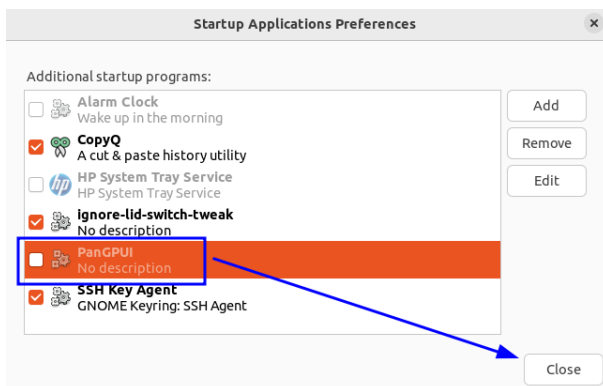 Startup Applications Preferences
Additional startup programs:
Alarm Clock
Wake up in the morning
CopyQ
A cut & paste history utility
HP System Tray Service
HP System Tray Service
ignore-lid-switch-tweak
No description
PanGPUI
No description
SSH Key Agent
GNOME Keyring: SSH Agent
Add
Remove
Edit
Close